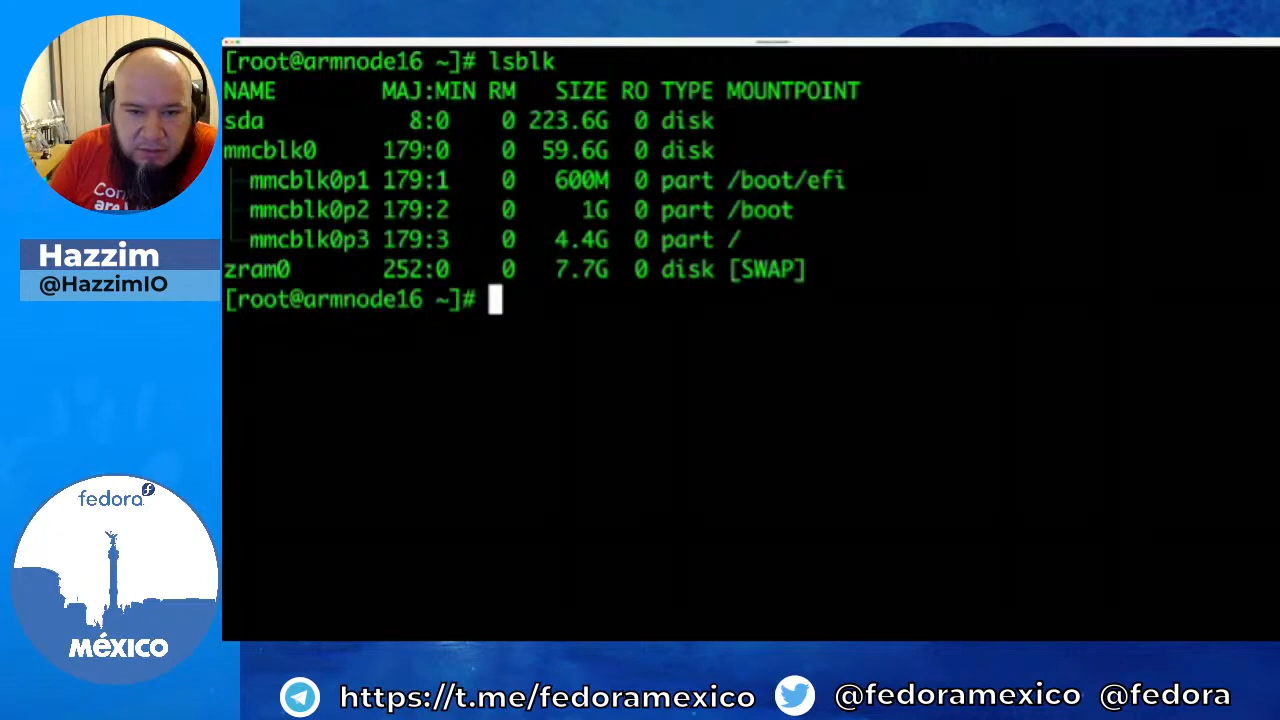 [root@armnode16 ~]# lsblk
NAME MAJ:MIN RM SIZE RO TYPE MOUNTPOINT
sda 8:0 0 223.6G 0 disk
mmcblk0 179:0 0 59.6G 0 disk
├─mmcblk0p1 179:1 0 600M 0 part /boot/efi
├─mmcblk0p2 179:2 0 1G 0 part /boot
└─mmcblk0p3 179:3 0 4.4G 0 part /
zram0 252:0 0 7.7G 0 disk [SWAP]
[root@armnode16 ~]#
Hazzim
@HazzimIO
fedora
MÉXICO
https://t.me/fedoramexico @fedoramexico @fedora